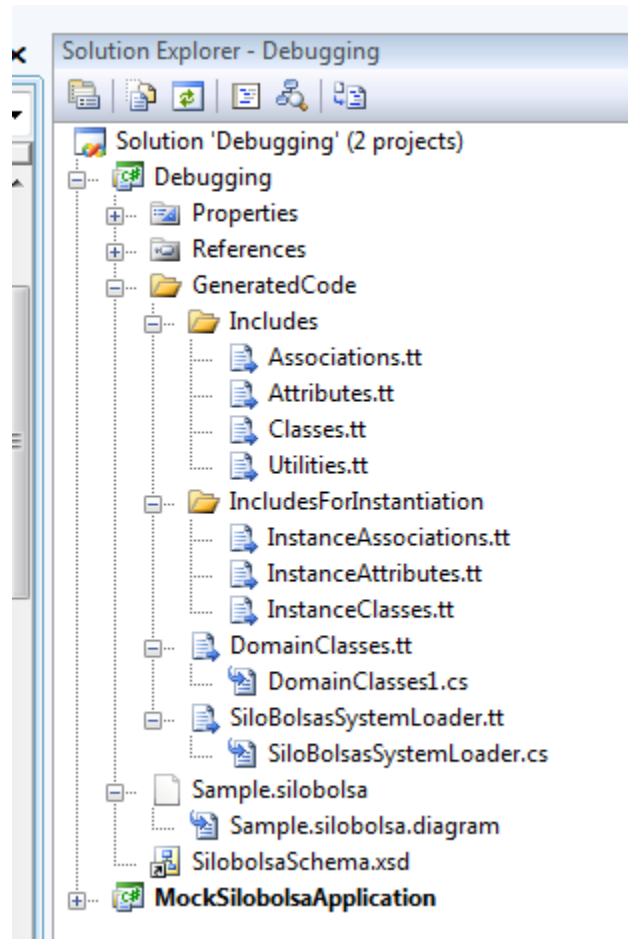 Solution Explorer - Debugging
Solution 'Debugging' (2 projects)
Debugging
Properties
References
GeneratedCode
Includes
Associations.tt
Attributes.tt
Classes.tt
Utilities.tt
IncludesForInstantiation
InstanceAssociations.tt
InstanceAttributes.tt
InstanceClasses.tt
DomainClasses.tt
DomainClasses1.cs
SiloBolsasSystemLoader.tt
SiloBolsasSystemLoader.cs
Sample.silobolsa
Sample.silobolsa.diagram
SilobolsaSchema.xsd
MockSilobolsaApplication